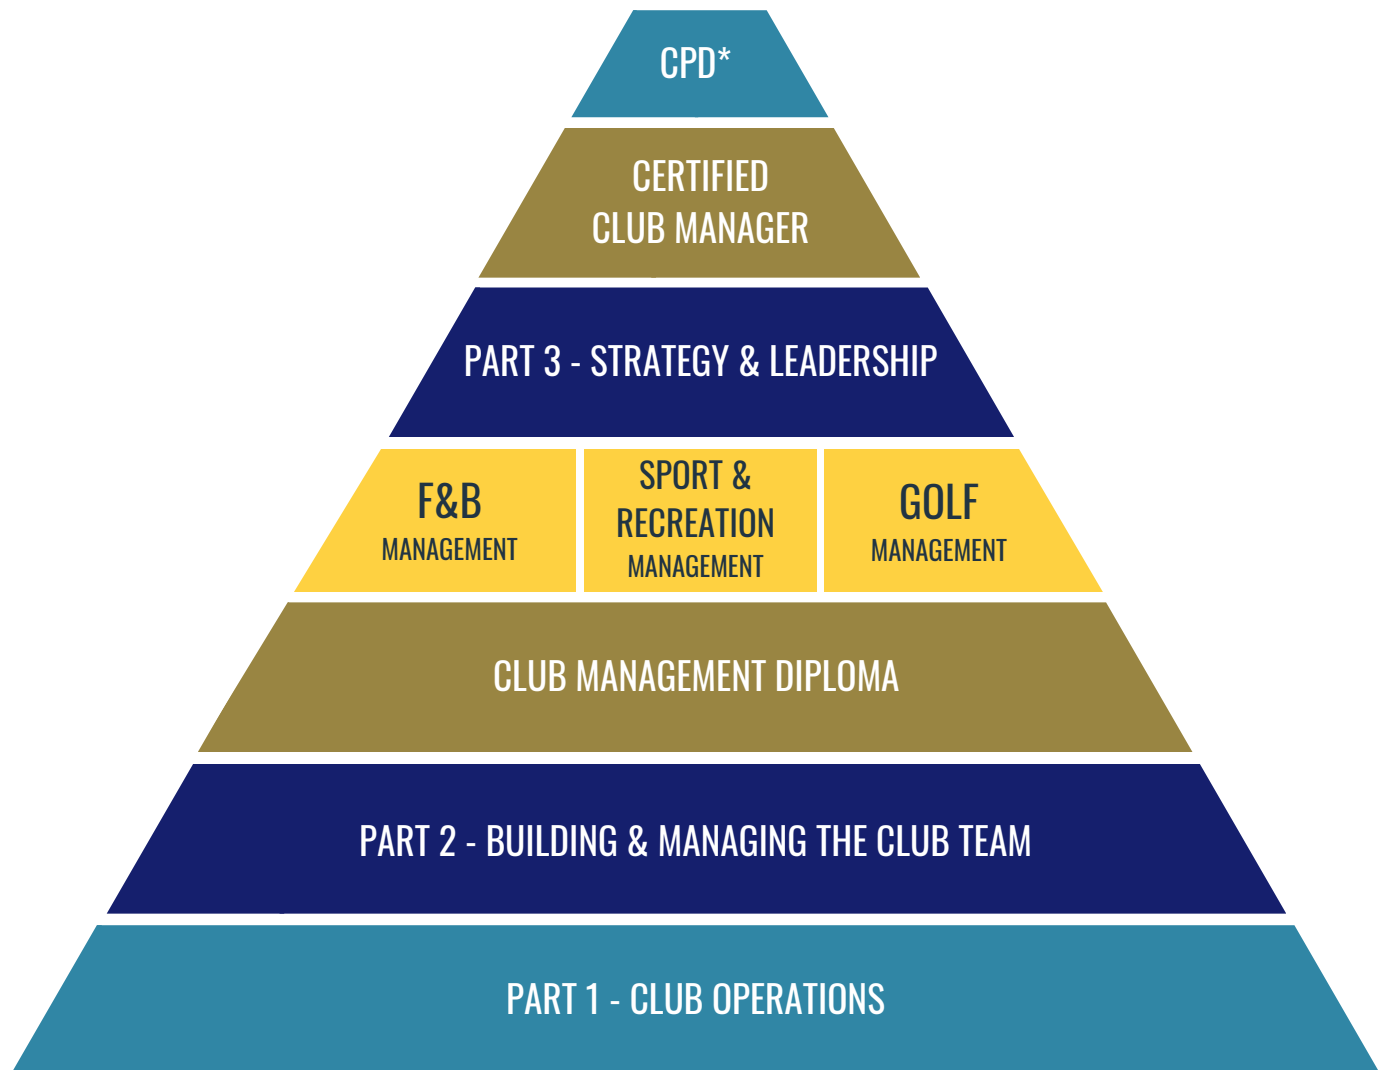 CPD*
CERTIFIED
CLUB MANAGER
PART 3 - STRATEGY & LEADERSHIP
F&B
MANAGEMENT
SPORT &
RECREATION
MANAGEMENT
GOLF
MANAGEMENT
CLUB MANAGEMENT DIPLOMA
PART 2 - BUILDING & MANAGING THE CLUB TEAM
PART 1 - CLUB OPERATIONS